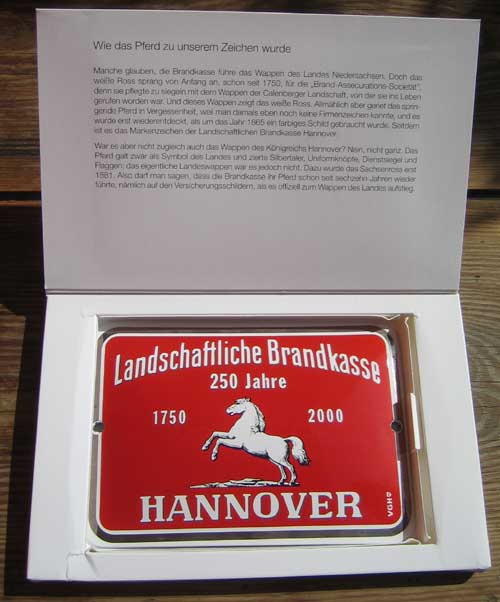 Wie das Pferd zu unserem Zeichen wurde
Manche glauben, die Brandkasse führe das Wappen des Landes Niedersachsen. Doch das
weiße Ross sprang von Anfang an, schon seit 1750, für die „Brand-Assecurations-Societät",
denn sie pflegte zu siegeln mit dem Wappen der Calenberger Landschaft, von der sie ins Leben
gerufen worden war. Und dieses Wappen zeigt das weiße Ross. Allmählich aber geriet das sprin-
gende Pferd in Vergessenheit, weil man damals eben noch keine Firmenzeichen kannte, und es
wurde erst wiederentdeckt, als um das Jahr 1865 ein farbiges Schild gebraucht wurde. Seitdem
ist es das Markenzeichen der Landschaftlichen Brandkasse Hannover.
War es aber nicht zugleich auch das Wappen des Königreichs Hannover? Nein, nicht ganz. Das
Pferd galt zwar als Symbol des Landes und zierte Silbertaler, Uniformknöpfe, Dienstsiegel und
Flaggen; das eigentliche Landeswappen war es jedoch nicht. Dazu wurde das Sachsenross erst
1881. Also darf man sagen, dass die Brandkasse ihr Pferd schon seit sechzehn Jahren wieder
führte, nämlich auf den Versicherungsschildern, als es offiziell zum Wappen des Landes aufstieg.
Landschaftliche Brandkasse
250 Jahre
1750 2000
HANNOVER
VGH